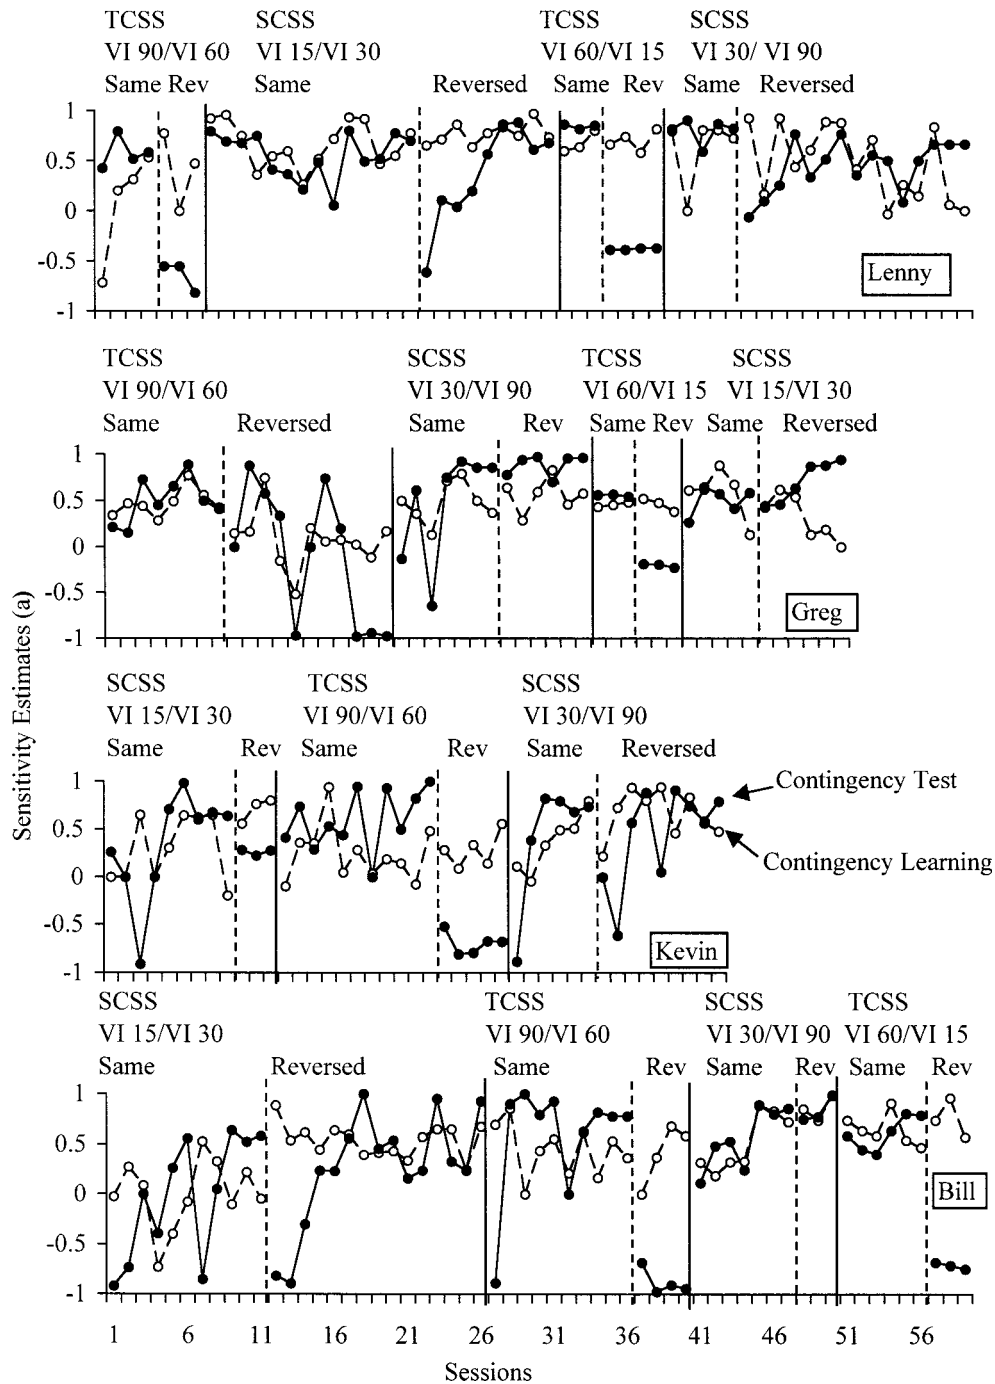 TCSS SCSS TCSS SCSS
VI 90/VI 60 VI 15/VI 30 VI 60/VI 15 VI 30/ VI 90
Same Rev Same Reversed Same Rev Same Reversed
1
0.5
0
-0.5
-1
Lenny
TCSS SCSS TCSS SCSS
VI 90/VI 60 VI 30/VI 90 VI 60/VI 15 VI 15/VI 30
Same Reversed Same Rev Same Rev Same Reversed
1
0.5
0
-0.5
-1
Greg
Sensitivity Estimates (a)
SCSS TCSS SCSS
VI 15/VI 30 VI 90/VI 60 VI 30/VI 90
Same Rev Same Rev Same Reversed
1
0.5
0
-0.5
-1
Contingency Test
Contingency Learning
Kevin
SCSS TCSS SCSS TCSS
VI 15/VI 30 VI 90/VI 60 VI 30/VI 90 VI 60/VI 15
Same Reversed Same Rev Same Rev Same Rev
1
0.5
0
-0.5
-1
Bill
1 6 11 16 21 26 31 36 41 46 51 56
Sessions